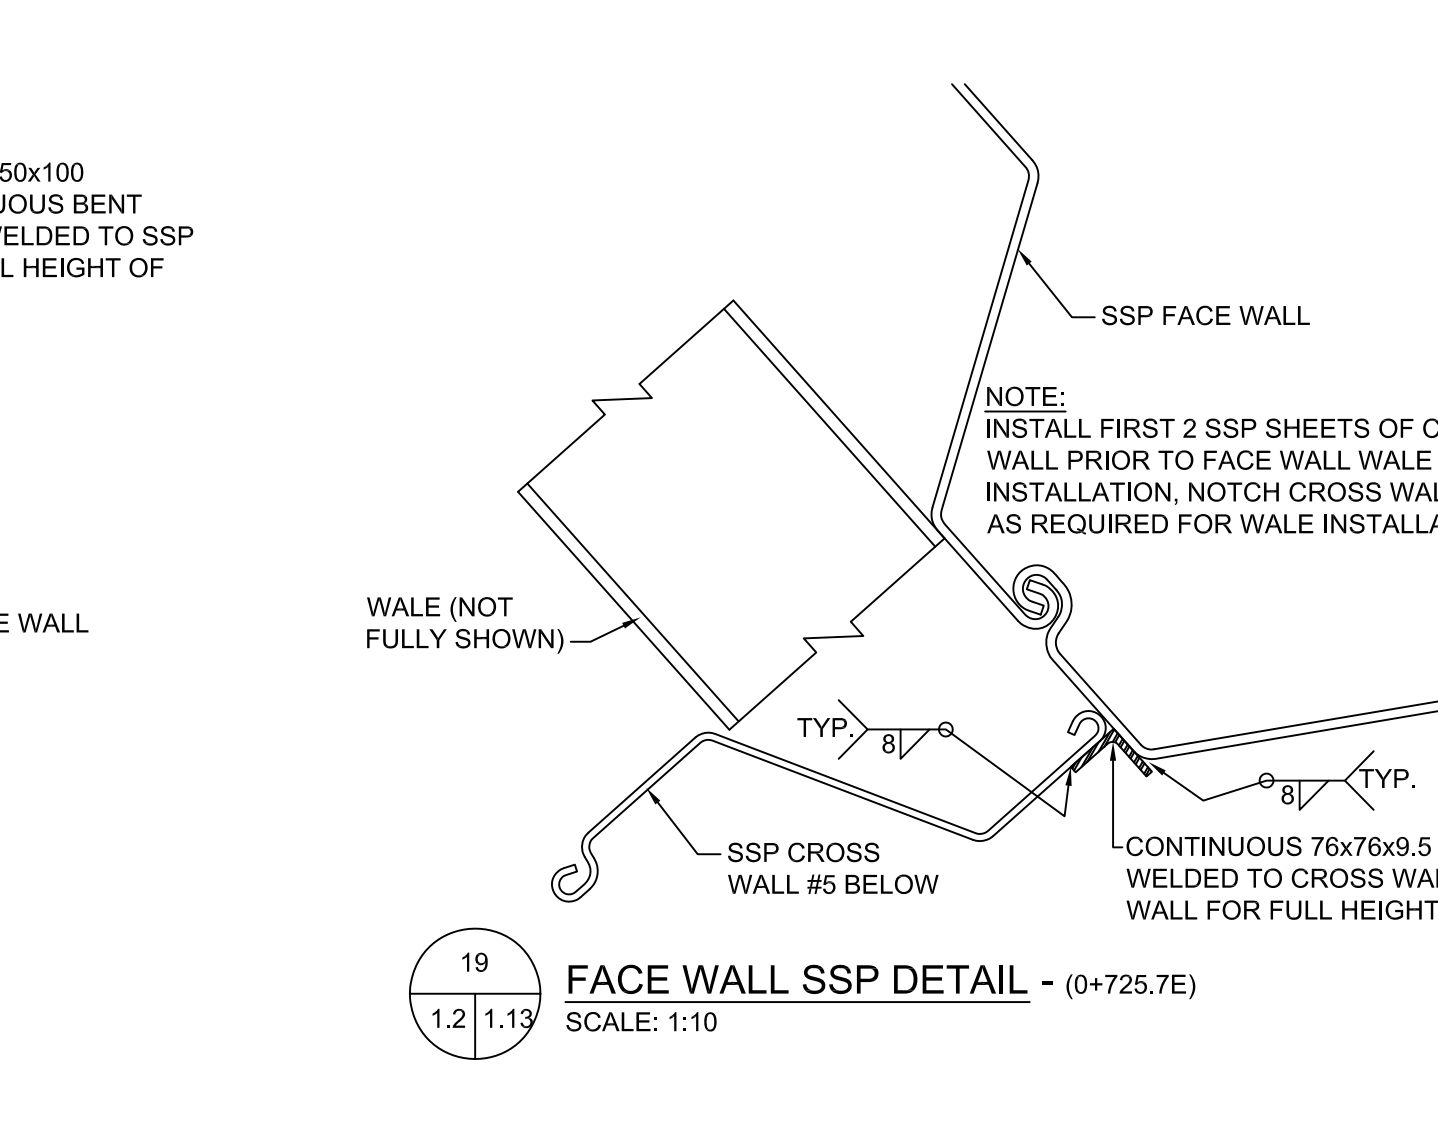 50x100
UOUS BENT
WELDED TO SSP
L HEIGHT OF
E WALL
SSP FACE WALL
NOTE:
INSTALL FIRST 2 SSP SHEETS OF C
WALL PRIOR TO FACE WALL WALE
INSTALLATION, NOTCH CROSS WAL
AS REQUIRED FOR WALE INSTALLA
WALE (NOT
FULLY SHOWN)
TYP.
8
8
TYP.
SSP CROSS
WALL #5 BELOW
CONTINUOUS 76x76x9.5
WELDED TO CROSS WAL
WALL FOR FULL HEIGHT
19
1.2
1.13
FACE WALL SSP DETAIL - (0+725.7E)
SCALE: 1:10